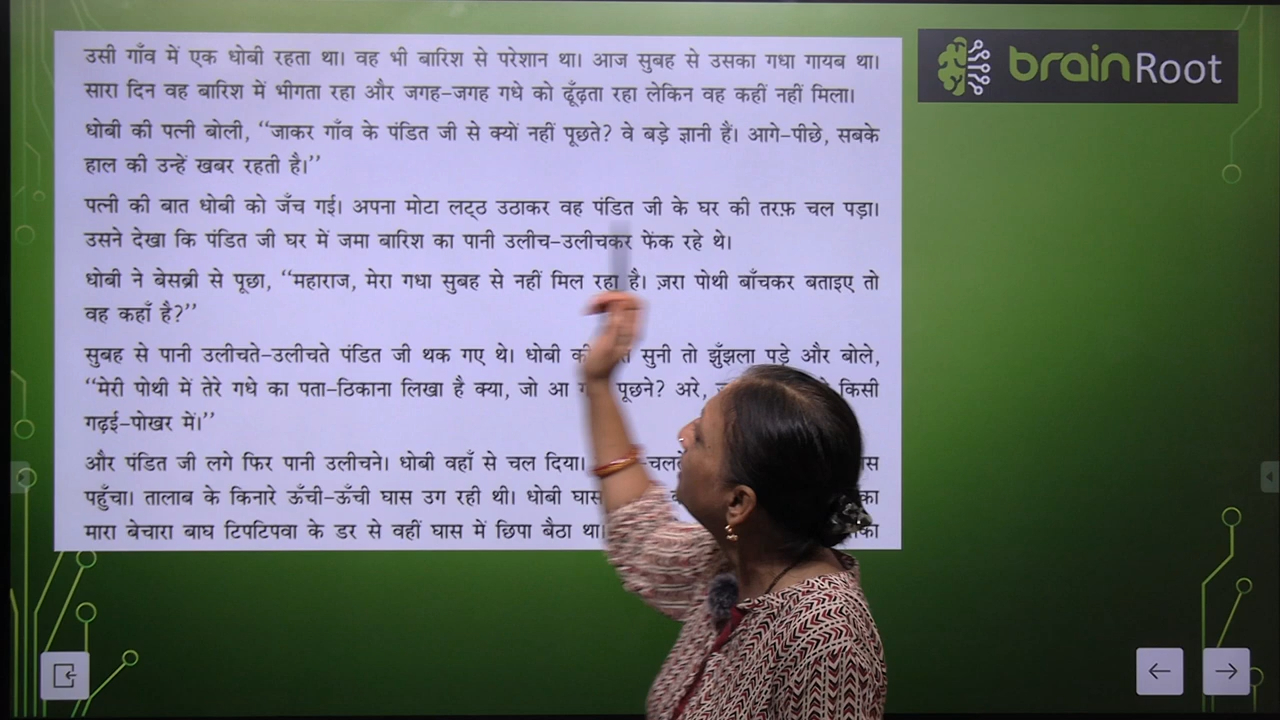 brainRoot
उसी गाँव में एक धोबी रहता था। वह भी बारिश से परेशान था। आज सुबह से उसका गधा गायब था।
सारा दिन वह बारिश में भीगता रहा और जगह-जगह गधे को ढूँढ़ता रहा लेकिन वह कहीं नहीं मिला।
धोबी की पत्नी बोली, “जाकर गाँव के पंडित जी से क्यों नहीं पूछते? वे बड़े ज्ञानी हैं। आगे-पीछे, सबके
हाल की उन्हें खबर रहती है।”
पत्नी की बात धोबी को जँच गई। अपना मोटा लट्ठ उठाकर वह पंडित जी के घर की तरफ़ चल पड़ा।
उसने देखा कि पंडित जी घर में जमा बारिश का पानी उलीच-उलीचकर फेंक रहे थे।
धोबी ने बेसब्री से पूछा, “महाराज, मेरा गधा सुबह से नहीं मिल रहा है। ज़रा पोथी बाँचकर बताइए तो
वह कहाँ है?”
सुबह से पानी उलीचते-उलीचते पंडित जी थक गए थे। धोबी की सुनी तो झुँझला पड़े और बोले,
“मेरी पोथी में तेरे गधे का पता-ठिकाना लिखा है क्या, जो आ पूछने? अरे, किसी
गढ़ई-पोखर में।”
और पंडित जी लगे फिर पानी उलीचने। धोबी वहाँ से चल दिया।
पहुँचा। तालाब के किनारे ऊँची-ऊँची घास उग रही थी। धोबी घास का
मारा बेचारा बाघ टिपटिपवा के डर से वहीं घास में छिपा बैठा था।